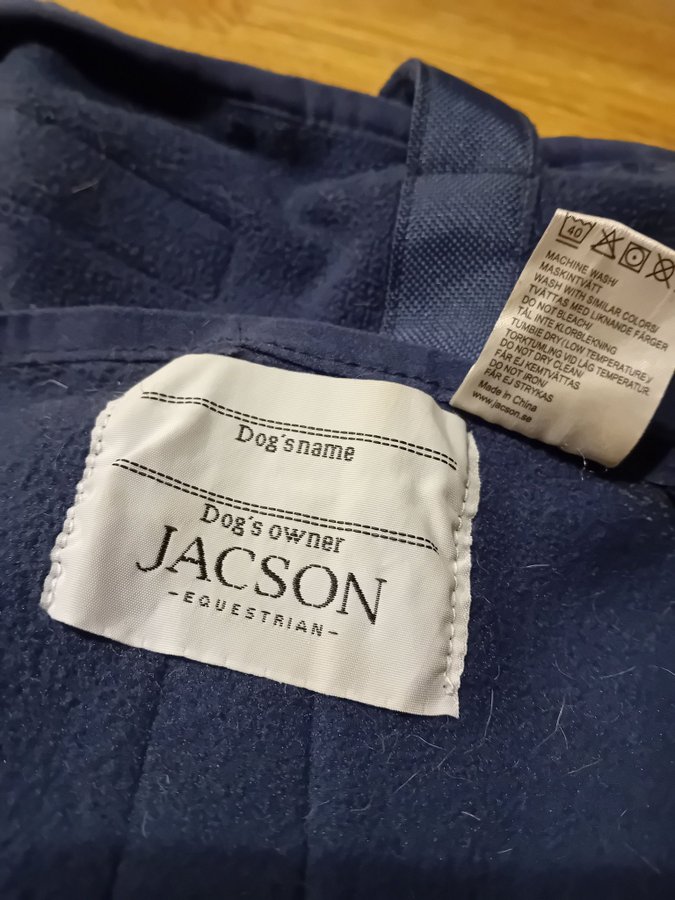 40
MACHINE WASH/
MASKINTVÄTT
WASH WITH SIMILAR COLORS/
TVÄTTAS MED LIKNANDE FÄRGER
DO NOT BLEACH/
TÅL INTE KLORBLEKNING
TUMBIE DRY (LOW TEMPERATURE)/
TORKTUMLING VID LÅG TEMPERATUR
DO NOT DRY CLEAN/
FÅR EJ KEMTVÄTTAS
DO NOT IRON/
FÅR EJ STRYKAS
Made in China
www.jacson.se
Dog's name
Dog's owner
JACSON
-EQUESTRIAN-